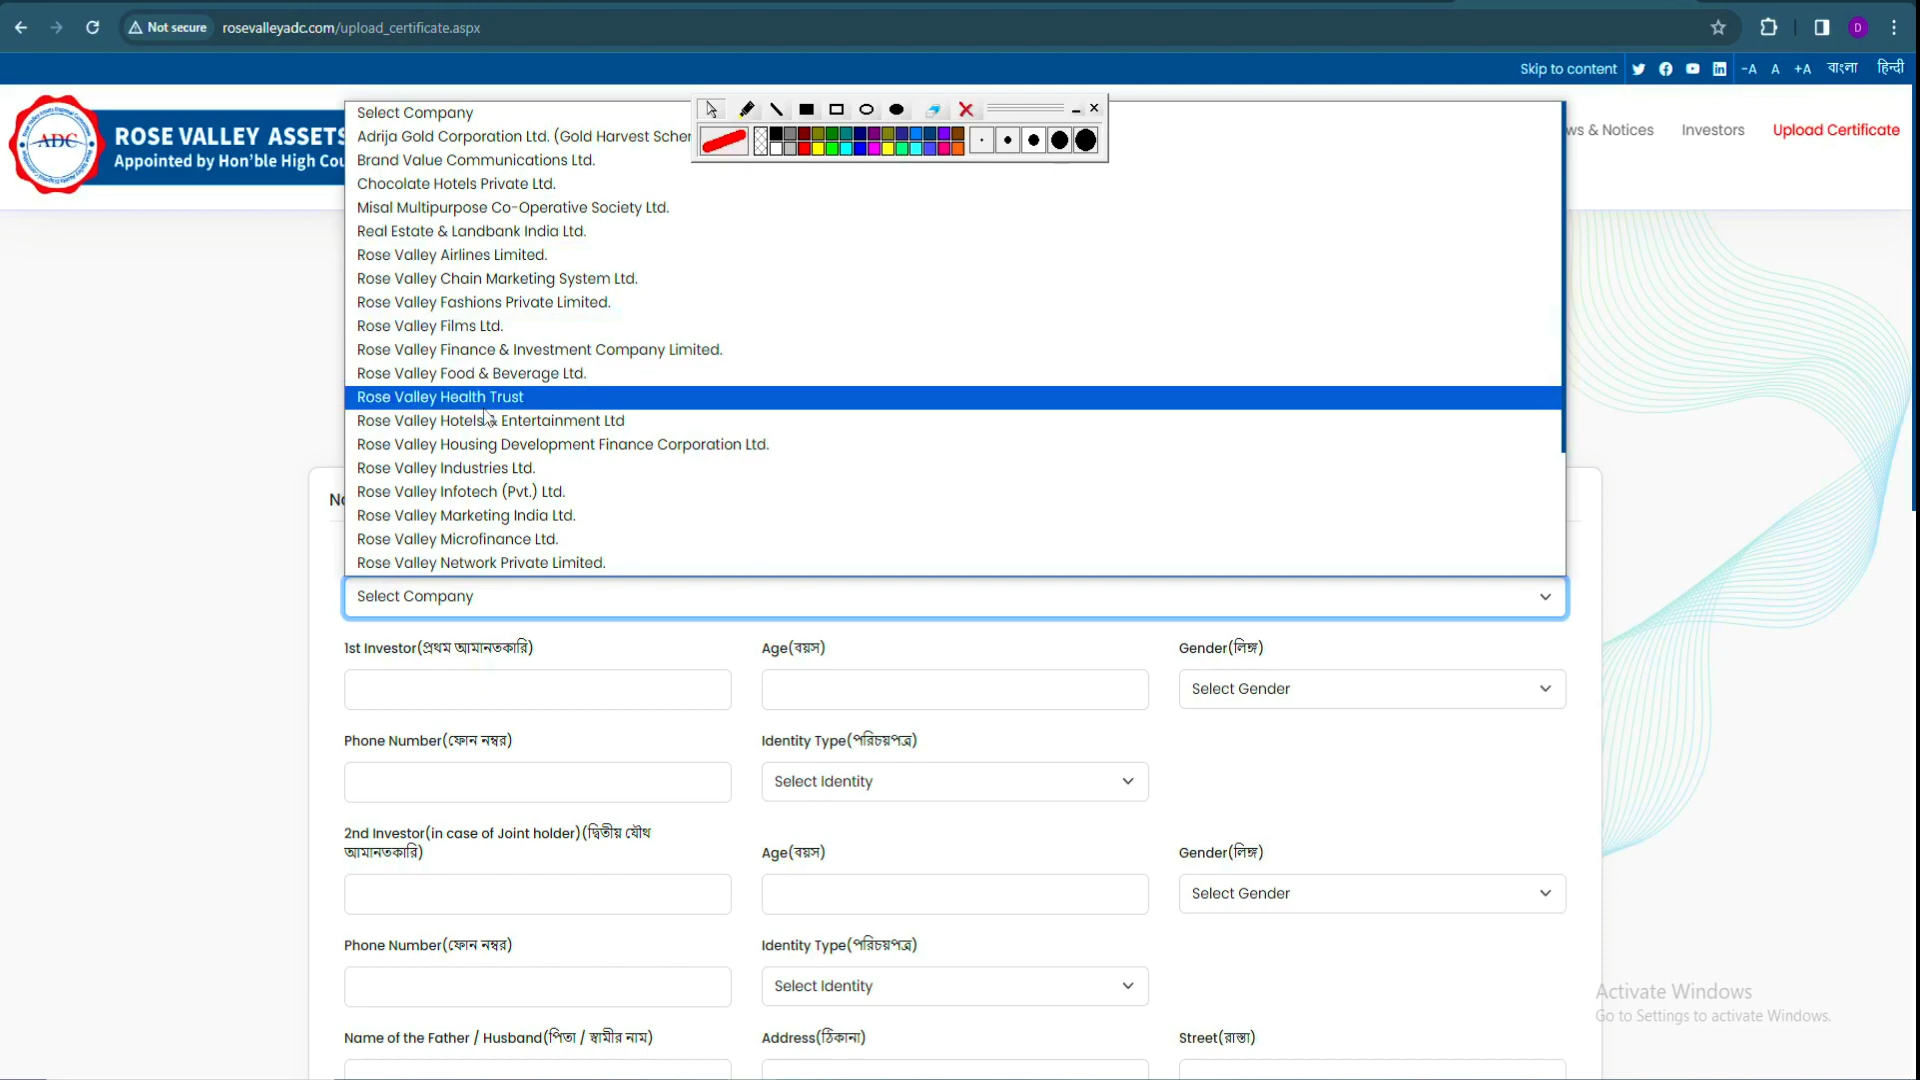 Not secure rosevalleyadc.com/upload_certificate.aspx
D
Skip to content -A A +A বাংলা हिन्दी
ADC
ROSE VALLEY ASSETS
Appointed by Hon'ble High
& Notices Investors Upload Certificate
Select Company
Adrija Gold Corporation Ltd. (Gold Harvest
Brand Value Communications Ltd.
Chocolate Hotels Private Ltd.
Misal Multipurpose Co-Operative Society Ltd.
Real Estate & Landbank India Ltd.
Rose Valley Airlines Limited.
Rose Valley Chain Marketing System Ltd.
Rose Valley Fashions Private Limited.
Rose Valley Films Ltd.
Rose Valley Finance & Investment Company Limited.
Rose Valley Food & Beverage Ltd.
Rose Valley Health Trust
Rose Valley Hotels & Entertainment Ltd
Rose Valley Housing Development Finance Corporation Ltd.
Rose Valley Industries Ltd.
Rose Valley Infotech (Pvt.) Ltd.
Rose Valley Marketing India Ltd.
Rose Valley Microfinance Ltd.
Rose Valley Network Private Limited.
Select Company
1st Investor(প্রথম আমানতকারি) Age(বয়স) Gender(লিঙ্গ)
Select Gender
Phone Number(ফোন নম্বর) Identity Type(পরিচয়পত্র)
Select Identity
2nd Investor(in case of Joint holder)(দ্বিতীয় যৌথ
আমানতকারি) Age(বয়স) Gender(লিঙ্গ)
Select Gender
Phone Number(ফোন নম্বর) Identity Type(পরিচয়পত্র)
Select Identity
Activate Windows
Go to Settings to activate Windows.
Name of the Father / Husband(পিতা / স্বামীর নাম) Address(ঠিকানা) Street(রাস্তা)